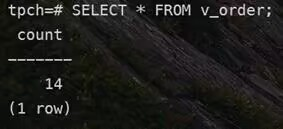 tpch=# SELECT * FROM v_order;
count
-------
14
(1 row)